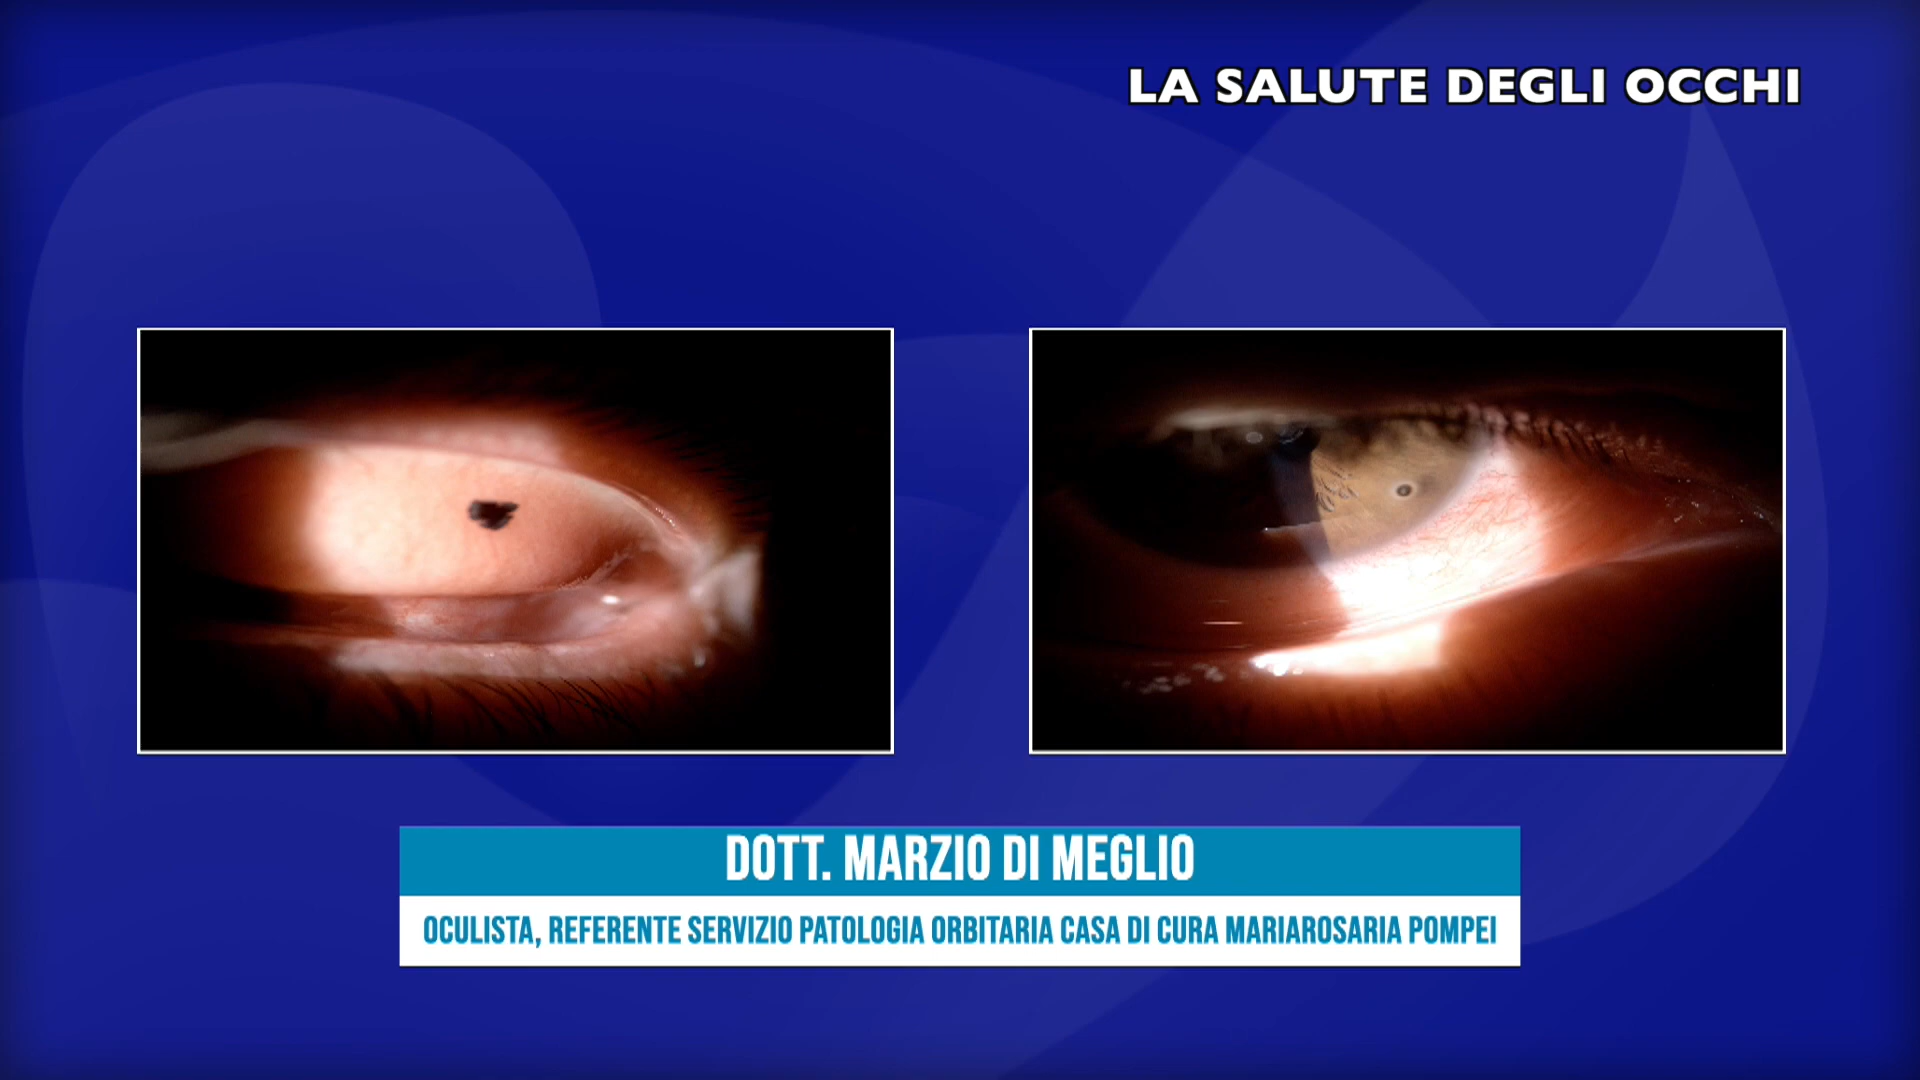 LA SALUTE DEGLI OCCHI
DOTT. MARZIO DI MEGLIO
OCULISTA, REFERENTE SERVIZIO PATOLOGIA ORBITARIA CASA DI CURA MARIAROSARIA POMPEI